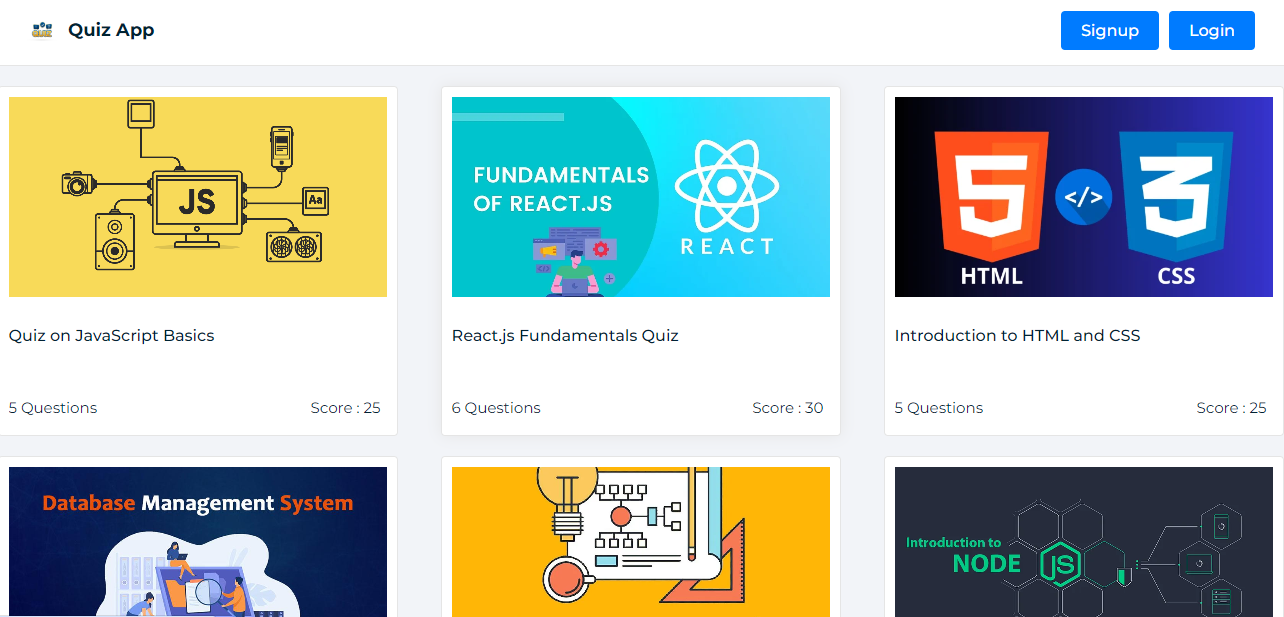 Quiz App
Signup
Login
JS
Aa
FUNDAMENTALS
OF REACT.JS
</>
REACT
5
</>
3
HTML
CSS
Quiz on JavaScript Basics
React.js Fundamentals Quiz
Introduction to HTML and CSS
5 Questions
Score : 25
6 Questions
Score : 30
5 Questions
Score : 25
Database Management System
Introduction to
NODE JS